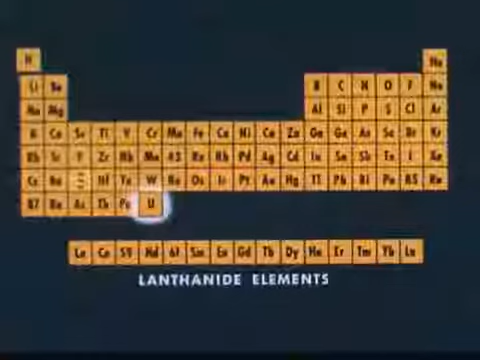 H He
Li Be B C N O F Ne
Na Mg Al Si P S Cl Ar
K Ca Sc Ti V Cr Mn Fe Co Ni Cu Zn Ga Ge As Se Br Kr
Rb Sr Y Zr Nb Mo 43 Ru Rh Pd Ag Cd In Sn Sb Te I Xe
Cs Ba Hf Ta W Re Os Ir Pt Au Hg Tl Pb Bi Po 85 Rn
87 Ra Ac Th Pa U
La Ce 59 Nd 61 Sm Eu Gd Tb Dy Ho Er Tm Yb Lu
LANTHANIDE ELEMENTS